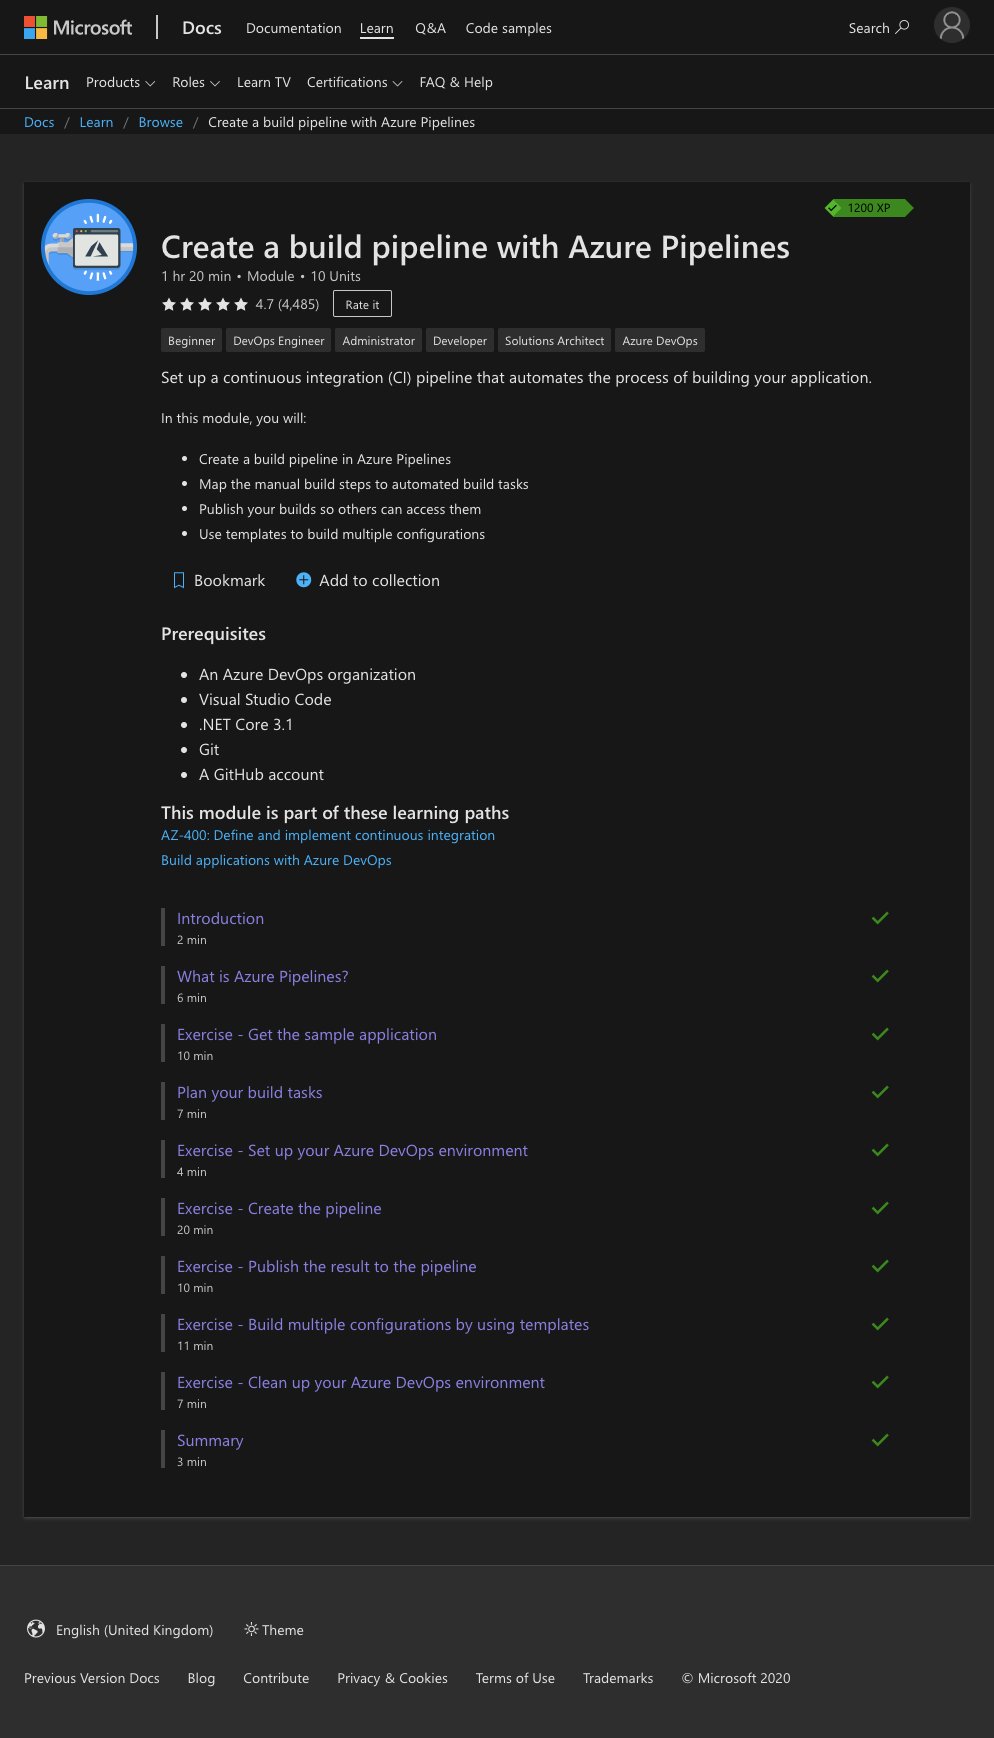 Microsoft | Docs Documentation Learn Q&A Code samples Search
Learn Products Roles Learn TV Certifications FAQ & Help
Docs / Learn / Browse / Create a build pipeline with Azure Pipelines
1200 XP
Create a build pipeline with Azure Pipelines
1 hr 20 min • Module • 10 Units
4.7 (4,485) Rate it
Beginner DevOps Engineer Administrator Developer Solutions Architect Azure DevOps
Set up a continuous integration (CI) pipeline that automates the process of building your application.
In this module, you will:
• Create a build pipeline in Azure Pipelines
• Map the manual build steps to automated build tasks
• Publish your builds so others can access them
• Use templates to build multiple configurations
Bookmark Add to collection
Prerequisites
• An Azure DevOps organization
• Visual Studio Code
• .NET Core 3.1
• Git
• A GitHub account
This module is part of these learning paths
AZ-400: Define and implement continuous integration
Build applications with Azure DevOps
Introduction
2 min
What is Azure Pipelines?
6 min
Exercise - Get the sample application
10 min
Plan your build tasks
7 min
Exercise - Set up your Azure DevOps environment
4 min
Exercise - Create the pipeline
20 min
Exercise - Publish the result to the pipeline
10 min
Exercise - Build multiple configurations by using templates
11 min
Exercise - Clean up your Azure DevOps environment
7 min
Summary
3 min
English (United Kingdom) Theme
Previous Version Docs Blog Contribute Privacy & Cookies Terms of Use Trademarks © Microsoft 2020